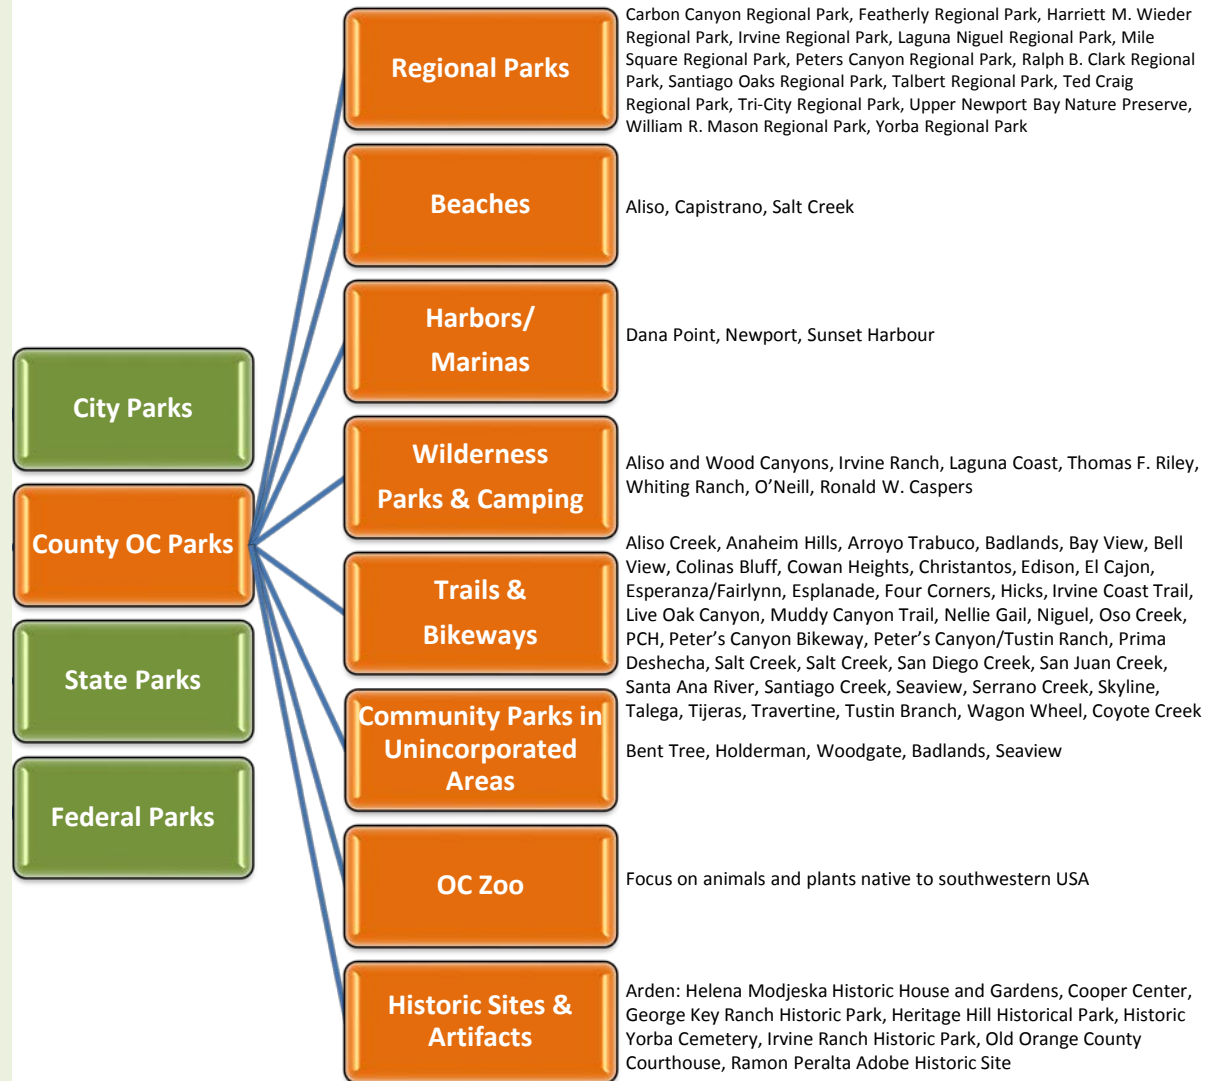 City Parks
County OC Parks
State Parks
Federal Parks
Regional Parks
Carbon Canyon Regional Park, Featherly Regional Park, Harriett M. Wieder
Regional Park, Irvine Regional Park, Laguna Niguel Regional Park, Mile
Square Regional Park, Peters Canyon Regional Park, Ralph B. Clark Regional
Park, Santiago Oaks Regional Park, Talbert Regional Park, Ted Craig
Regional Park, Tri-City Regional Park, Upper Newport Bay Nature Preserve,
William R. Mason Regional Park, Yorba Regional Park
Beaches
Aliso, Capistrano, Salt Creek
Harbors/
Marinas
Dana Point, Newport, Sunset Harbour
Wilderness
Parks & Camping
Aliso and Wood Canyons, Irvine Ranch, Laguna Coast, Thomas F. Riley,
Whiting Ranch, O’Neill, Ronald W. Caspers
Trails &
Bikeways
Aliso Creek, Anaheim Hills, Arroyo Trabuco, Badlands, Bay View, Bell
View, Colinas Bluff, Cowan Heights, Christantos, Edison, El Cajon,
Esperanza/Fairlynn, Esplanade, Four Corners, Hicks, Irvine Coast Trail,
Live Oak Canyon, Muddy Canyon Trail, Nellie Gail, Niguel, Oso Creek,
PCH, Peter’s Canyon Bikeway, Peter’s Canyon/Tustin Ranch, Prima
Deshecha, Salt Creek, Salt Creek, San Diego Creek, San Juan Creek,
Santa Ana River, Santiago Creek, Seaview, Serrano Creek, Skyline,
Talega, Tijeras, Travertine, Tustin Branch, Wagon Wheel, Coyote Creek
Community Parks in
Unincorporated
Areas
Bent Tree, Holderman, Woodgate, Badlands, Seaview
OC Zoo
Focus on animals and plants native to southwestern USA
Historic Sites &
Artifacts
Arden: Helena Modjeska Historic House and Gardens, Cooper Center,
George Key Ranch Historic Park, Heritage Hill Historical Park, Historic
Yorba Cemetery, Irvine Ranch Historic Park, Old Orange County
Courthouse, Ramon Peralta Adobe Historic Site